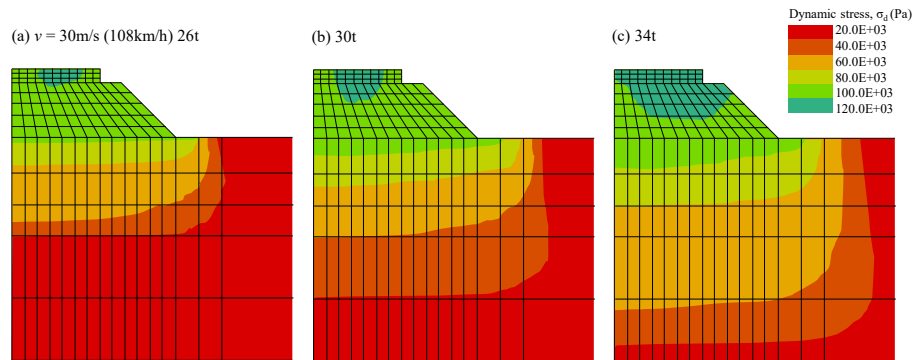 Dynamic stress, σd (Pa)
(a) v = 30m/s (108km/h) 26t
(b) 30t
(c) 34t
20.0E+03
40.0E+03
60.0E+03
80.0E+03
100.0E+03
120.0E+03